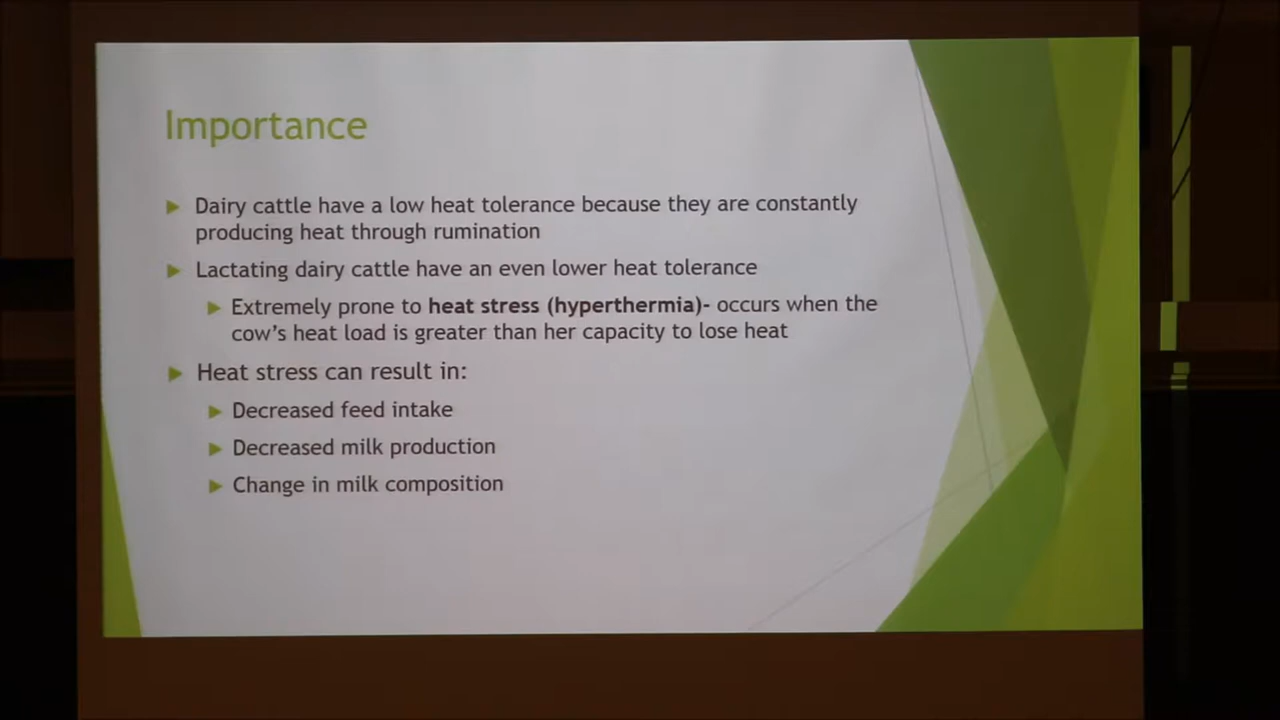 Importance
Dairy cattle have a low heat tolerance because they are constantly
producing heat through rumination
Lactating dairy cattle have an even lower heat tolerance
Extremely prone to heat stress (hyperthermia)- occurs when the
cow's heat load is greater than her capacity to lose heat
Heat stress can result in:
Decreased feed intake
Decreased milk production
Change in milk composition